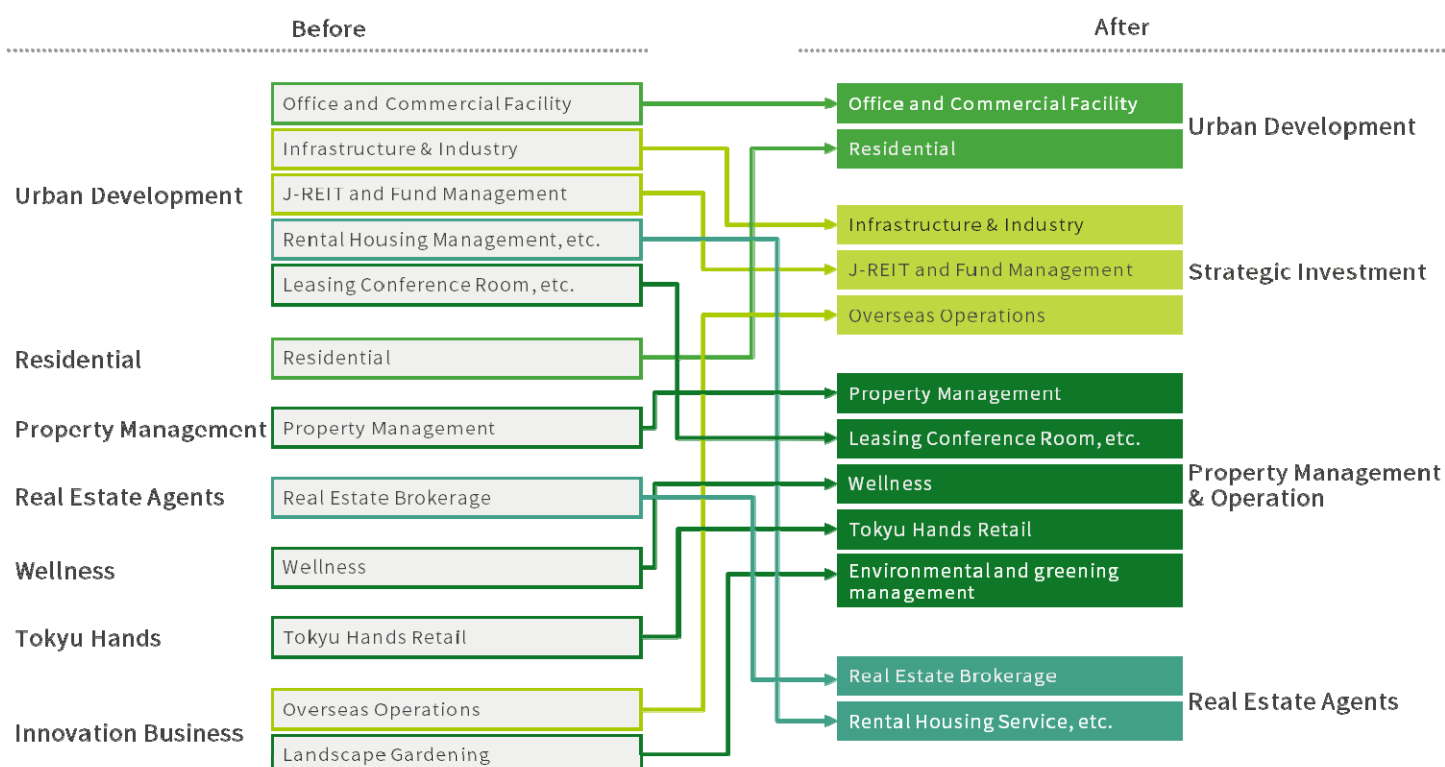 Before
After
Urban Development
Office and Commercial Facility
Infrastructure & Industry
J-REIT and Fund Management
Rental Housing Management, etc.
Leasing Conference Room, etc.
Residential
Residential
Property Management
Property Management
Real Estate Agents
Real Estate Brokerage
Wellness
Wellness
Tokyu Hands
Tokyu Hands Retail
Innovation Business
Overseas Operations
Landscape Gardening
Office and Commercial Facility
Residential
Urban Development
Infrastructure & Industry
J-REIT and Fund Management
Overseas Operations
Strategic Investment
Property Management
Leasing Conference Room, etc.
Wellness
Tokyu Hands Retail
Environmental and greening
management
Property Management
& Operation
Real Estate Brokerage
Rental Housing Service, etc.
Real Estate Agents